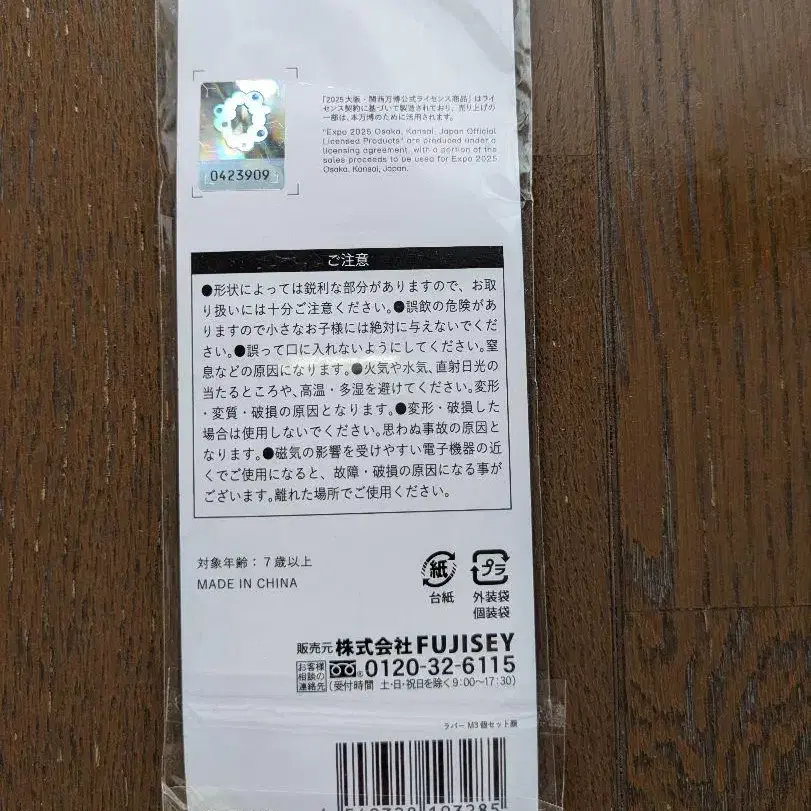 「2025大阪・関西万博公式ライセンス商品」はライ
センス契約に基づいて製造されており、売り上げの
一部は、本万博のために活用されます。
"Expo 2025 Osaka, Kansai, Japan Official
Licensed Products" are produced under a
licensing agreement, with a portion of the
sales proceeds to be used for Expo 2025
Osaka, Kansai, Japan.
0423909
ご注意
●形状によっては鋭利な部分がありますので、お取
り扱いには十分ご注意ください。●誤飲の危険があ
りますので小さなお子様には絶対に与えないでくだ
さい。●誤って口に入れないようにしてください。窒
息などの原因になります。●火気や水気、直射日光の
当たるところや、高温・多湿を避けてください。変形
・変質・破損の原因となります。●変形・破損した
場合は使用しないでください。思わぬ事故の原因と
なります。●磁気の影響を受けやすい電子機器の近
くでご使用になると、故障・破損の原因になる事が
ございます。離れた場所でご使用ください。
対象年齢：7歳以上
MADE IN CHINA
紙
台紙
プラ
外装袋
個装袋
販売元 株式会社FUJISEY
お客様
相談の
連絡先
0120-32-6115
(受付時間 土・日・祝日を除く9:00〜17:30)
ラバーM3個セット顔